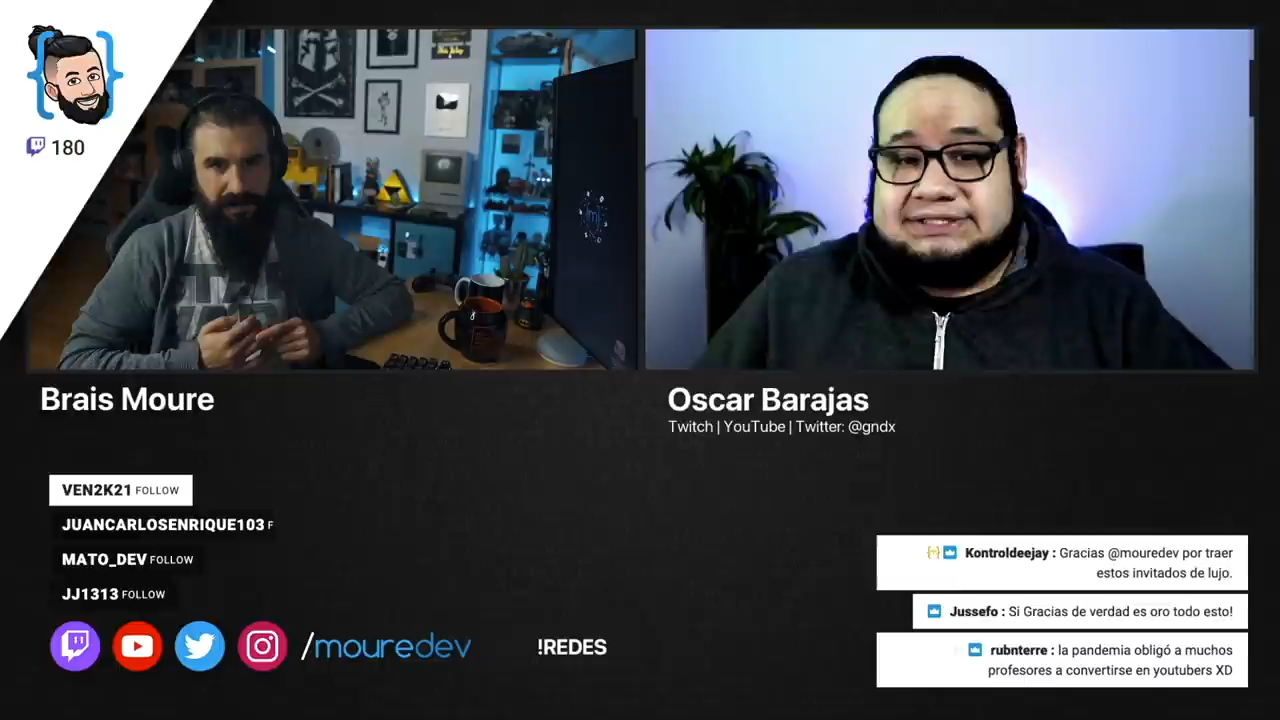 180
Brais Moure
Oscar Barajas
Twitch | YouTube | Twitter: @gndx
VEN2K21 FOLLOW
JUANCARLOSENRIQUE103 F
MATO_DEV FOLLOW
JJ1313 FOLLOW
/mouredev
!REDES
Kontroldeejay : Gracias @mouredev por traer
estos invitados de lujo.
Jussefo : Si Gracias de verdad es oro todo esto!
rubnterre : la pandemia obligó a muchos
profesores a convertirse en youtubers XD